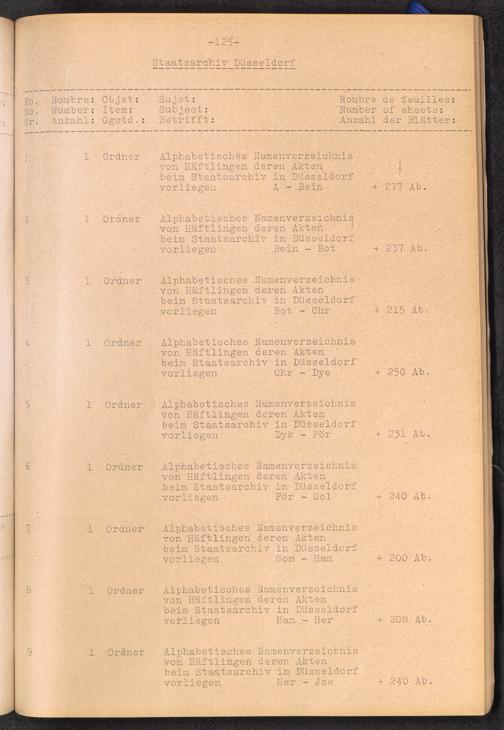 -125-
Staatsarchiv Düsseldorf
No. Nombre: Objet: Sujet: Nombre de feuilles:
No. Number: Item: Subject: Number of sheets:
Nr. Anzahl: Ggstd.: Betrifft: Anzahl der Blätter:
1 1 Ordner Alphabetisches Namenverzeichnis
von Häftlingen deren Akten
beim Staatsarchiv in Düsseldorf
vorliegen A - Bein + 277 Ab.
2 1 Ordner Alphabetisches Namenverzeichnis
von Häftlingen deren Akten
beim Staatsarchiv in Düsseldorf
vorliegen Bein - Bot + 237 Ab.
3 1 Ordner Alphabetisches Namenverzeichnis
von Häftlingen deren Akten
beim Staatsarchiv in Düsseldorf
vorliegen Bot - Chr + 215 Ab.
4 1 Ordner Alphabetisches Namenverzeichnis
von Häftlingen deren Akten
beim Staatsarchiv in Düsseldorf
vorliegen Chr - Dye + 250 Ab.
5 1 Ordner Alphabetisches Namenverzeichnis
von Häftlingen deren Akten
beim Staatsarchiv in Düsseldorf
vorliegen Dyk - För + 231 Ab.
6 1 Ordner Alphabetisches Namenverzeichnis
von Häftlingen deren Akten
beim Staatsarchiv in Düsseldorf
vorliegen För - Gol + 240 Ab.
7 1 Ordner Alphabetisches Namenverzeichnis
von Häftlingen deren Akten
beim Staatsarchiv in Düsseldorf
vorliegen Gom - Ham + 200 Ab.
8 1 Ordner Alphabetisches Namenverzeichnis
von Häftlingen deren Akten
beim Staatsarchiv in Düsseldorf
vorliegen Ham - Her + 208 Ab.
9 1 Ordner Alphabetisches Namenverzeichnis
von Häftlingen deren Akten
beim Staatsarchiv in Düsseldorf
vorliegen Her - Jse + 240 Ab.